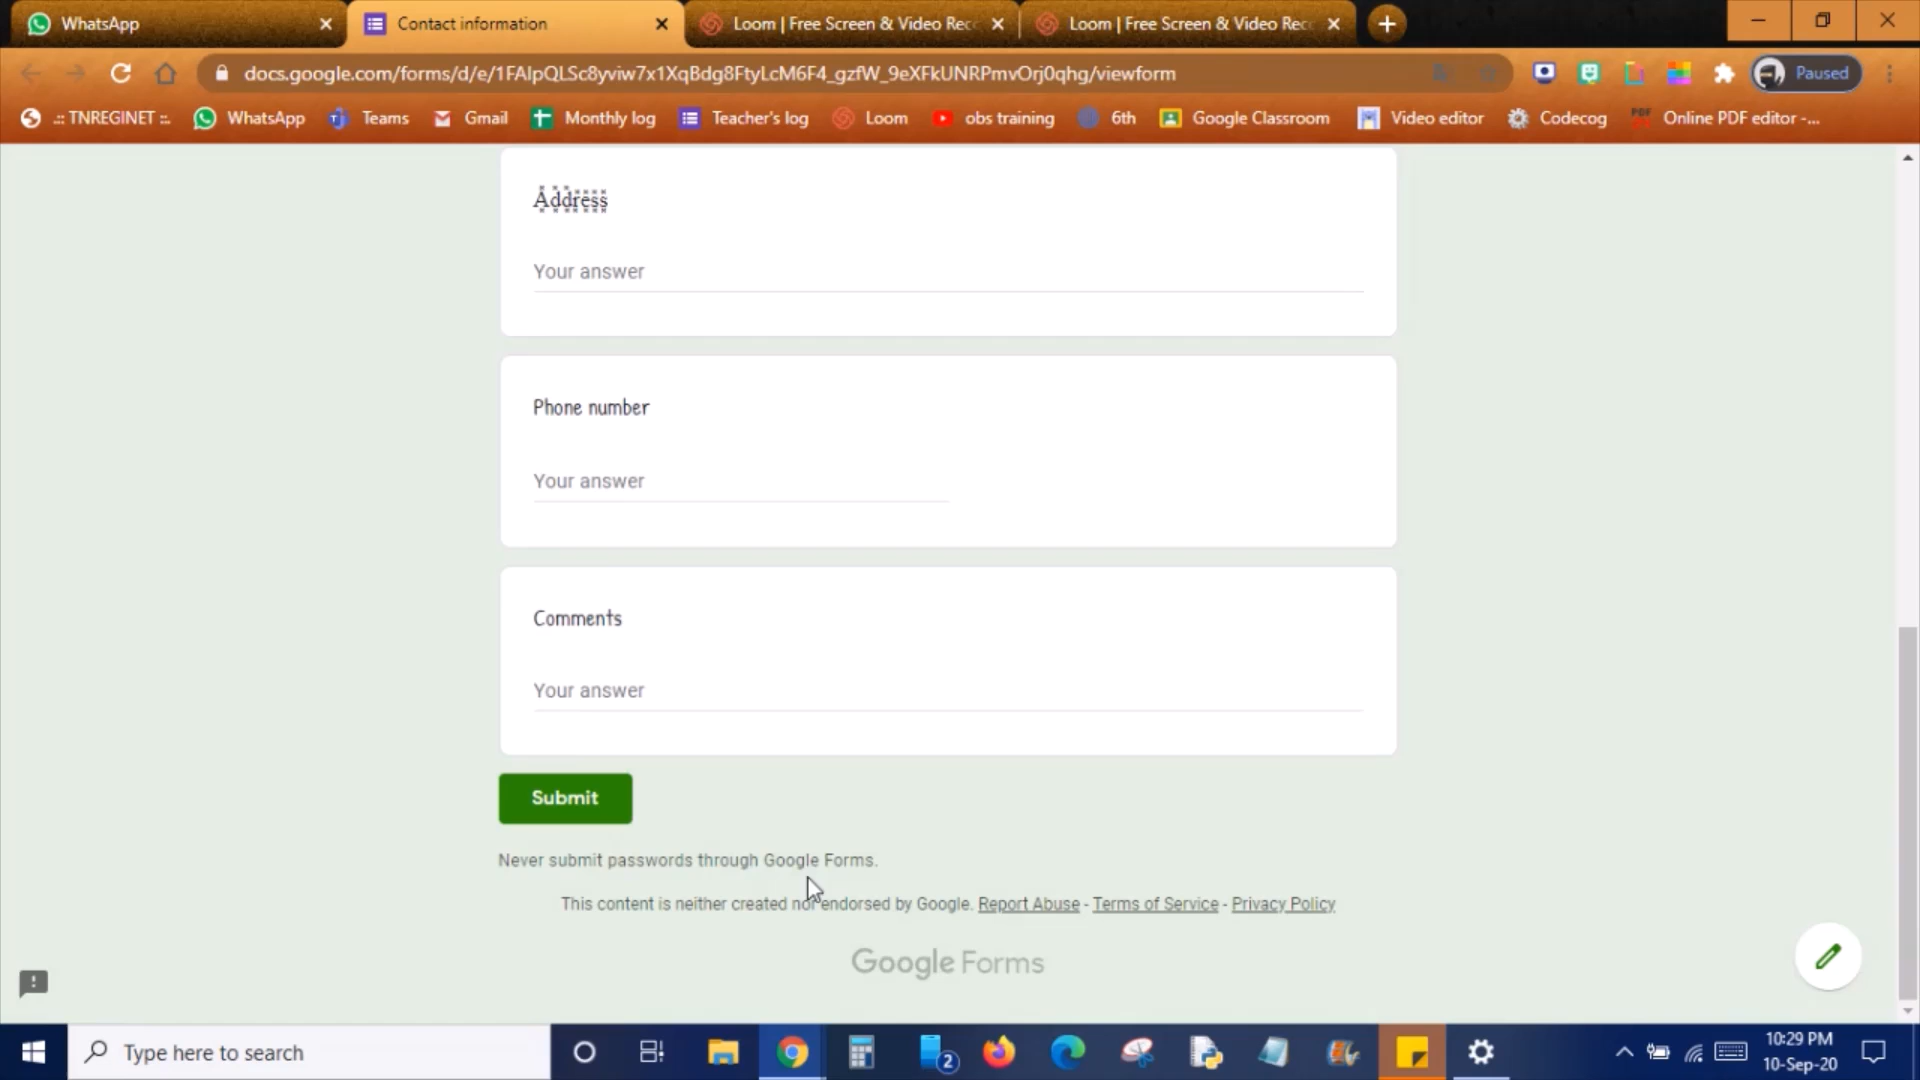 WhatsApp
Contact information
Loom | Free Screen & Video Rec
Loom | Free Screen & Video Rec
docs.google.com/forms/d/e/1FAIpQLSc8yviw7x1XqBdg8FtyLcM6F4_gzfW_9eXFkUNRPmvOrj0qhg/viewform
Paused
.:: TNREGINET ::.
WhatsApp
Teams
Gmail
Monthly log
Teacher's log
Loom
obs training
6th
Google Classroom
Video editor
Codecog
PDF
Online PDF editor -...
Address
Your answer
Phone number
Your answer
Comments
Your answer
Submit
Never submit passwords through Google Forms.
This content is neither created nor endorsed by Google. Report Abuse - Terms of Service - Privacy Policy
Google Forms
Type here to search
2
10:29 PM
10-Sep-20